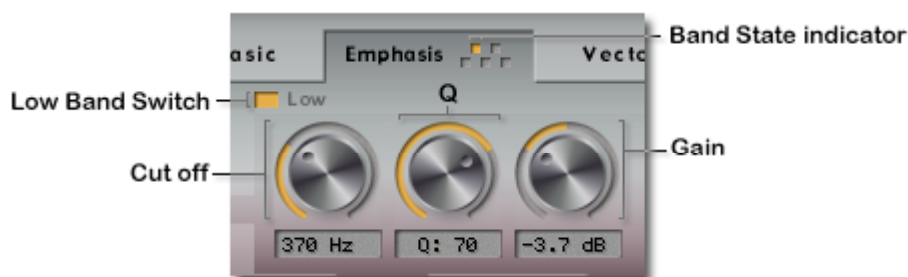 Band State indicator
asic Emphasis Vecto
Low Band Switch Low
Q
Cut off
Gain
370 Hz Q: 70 -3.7 dB